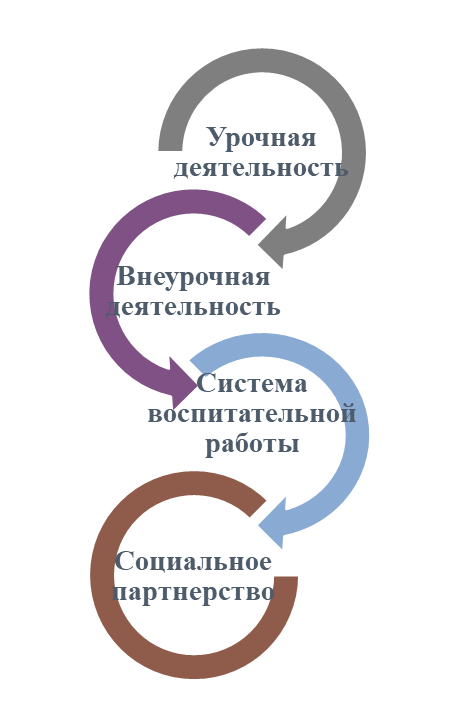 Урочная
деятельность
Внеурочная
деятельность
Система
воспитательной
работы
Социальное
партнерство